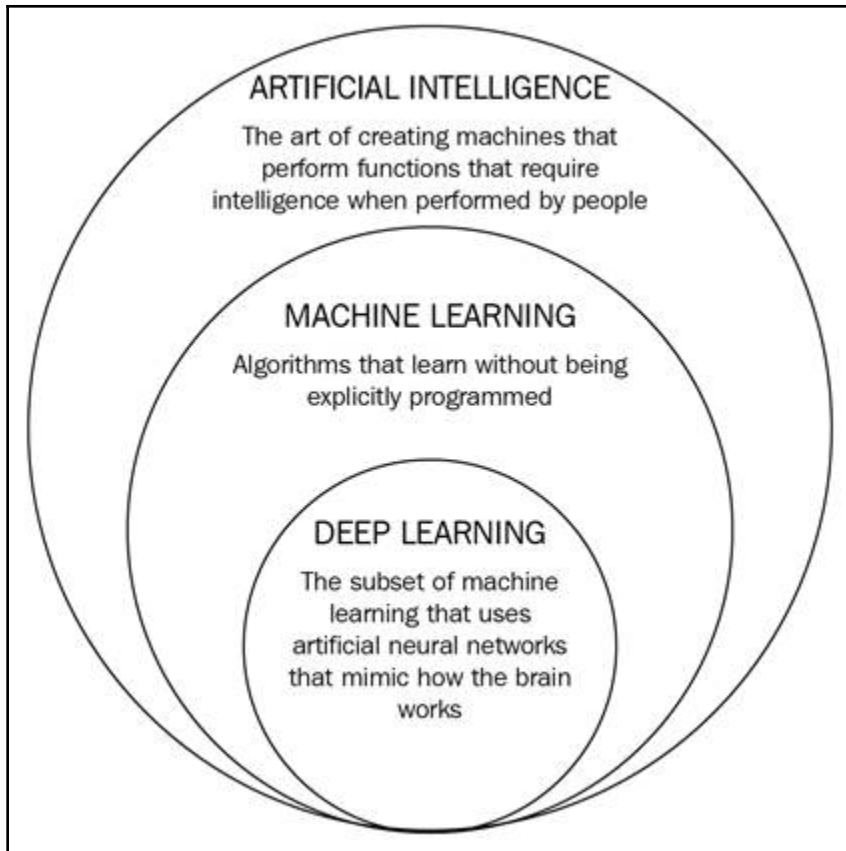 ARTIFICIAL INTELLIGENCE
The art of creating machines that
perform functions that require
intelligence when performed by people
MACHINE LEARNING
Algorithms that learn without being
explicitly programmed
DEEP LEARNING
The subset of machine
learning that uses
artificial neural networks
that mimic how the brain
works